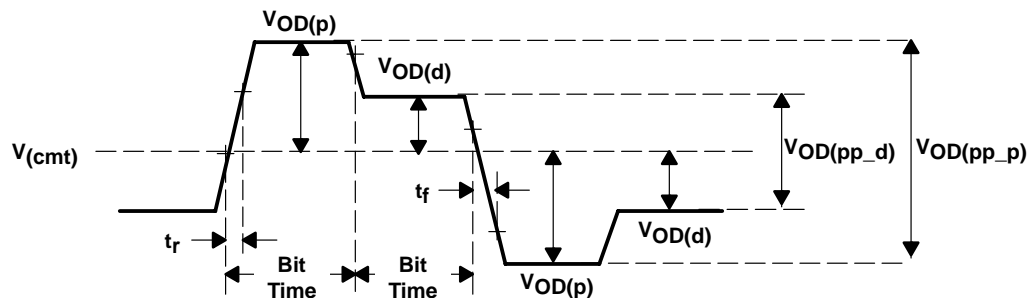 VOD(p)
VOD(d)
V(cmt)
VOD(pp_d)
VOD(pp_p)
tf
tr
VOD(d)
Bit
Time
Bit
Time
VOD(p)